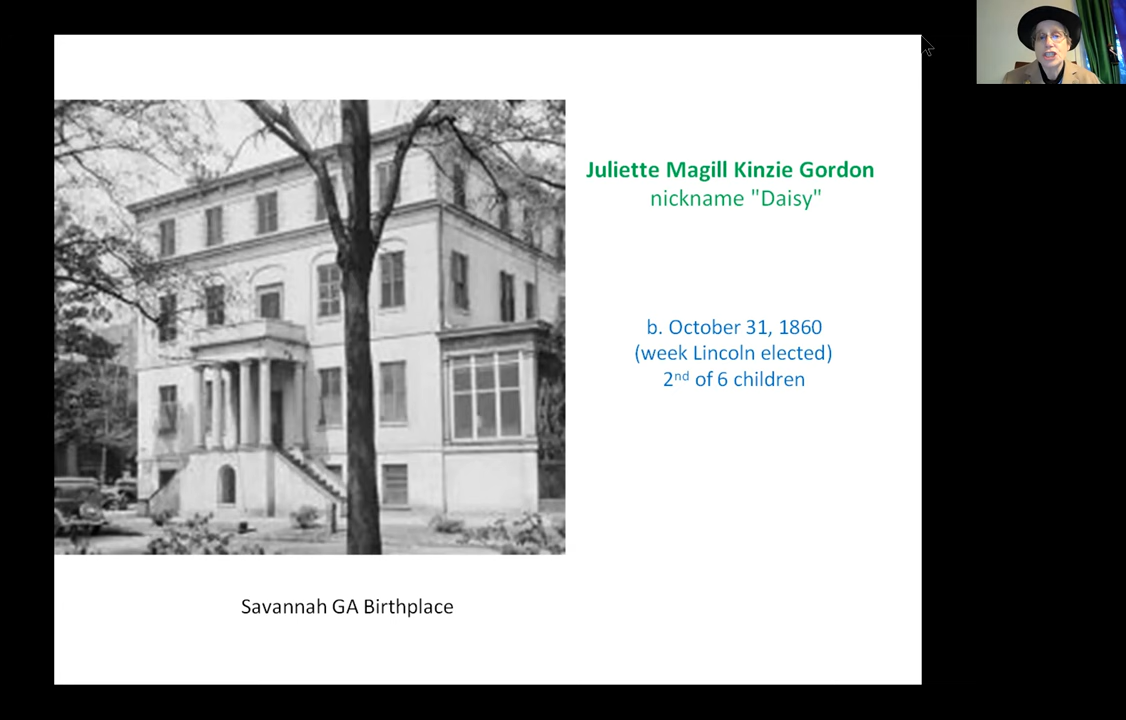 Juliette Magill Kinzie Gordon
nickname "Daisy"
b. October 31, 1860
(week Lincoln elected)
2nd of 6 children
Savannah GA Birthplace